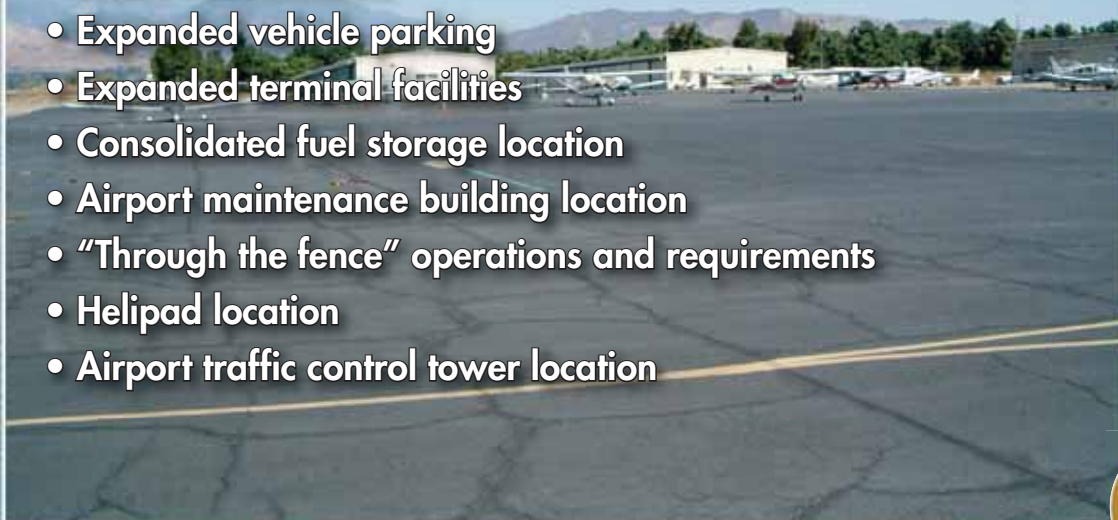 • Expanded vehicle parking
• Expanded terminal facilities
• Consolidated fuel storage location
• Airport maintenance building location
• “Through the fence” operations and requirements
• Helipad location
• Airport traffic control tower location